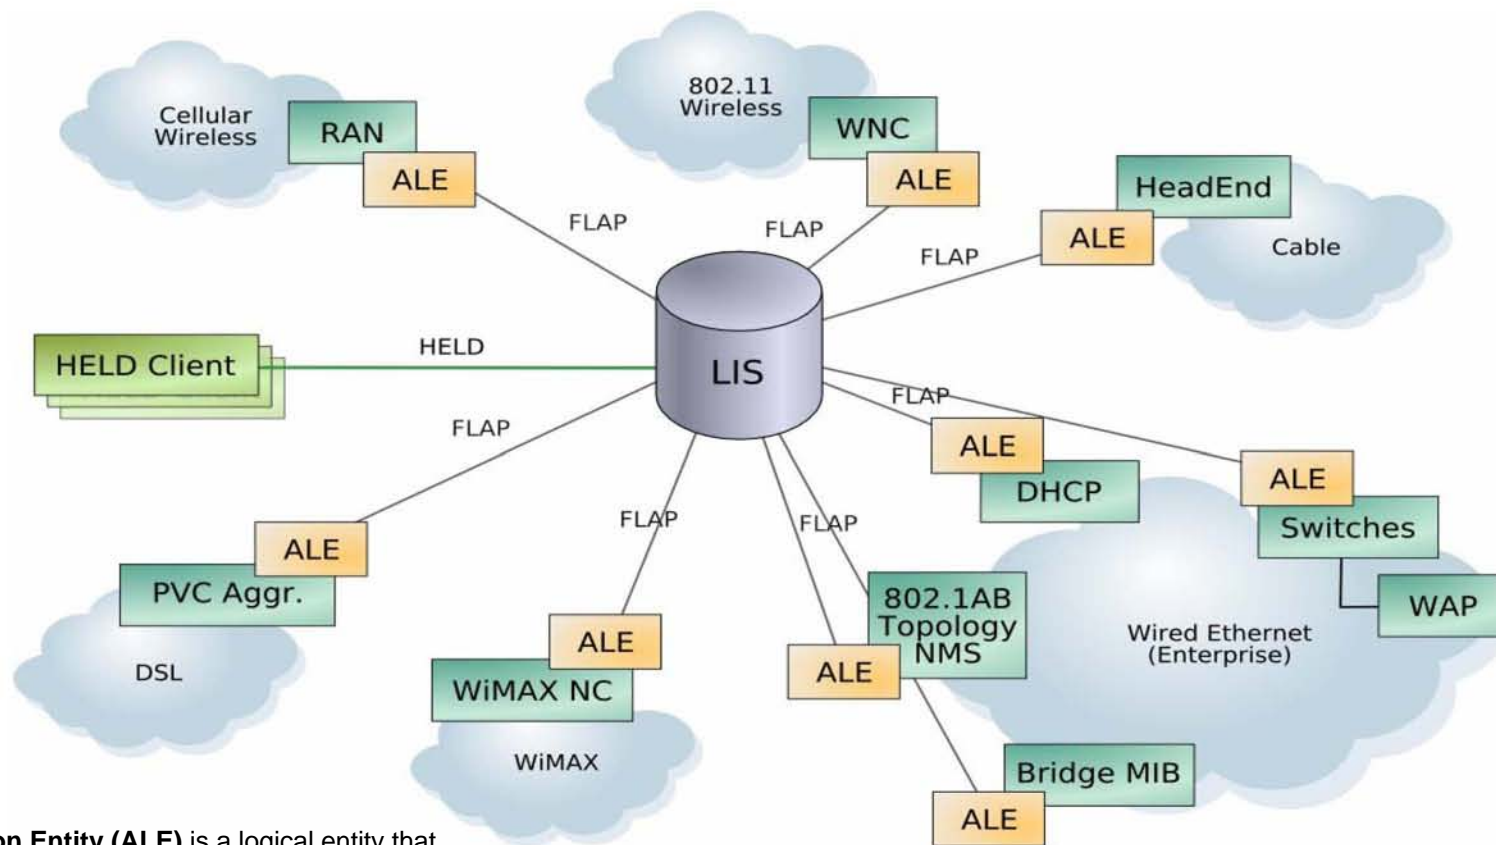 802.11
Wireless
Cellular
Wireless
RAN
WNC
ALE
ALE
HeadEnd
ALE
Cable
FLAP
FLAP
FLAP
HELD Client
HELD
LIS
FLAP
FLAP
ALE
DHCP
ALE
Switches
WAP
FLAP
FLAP
ALE
PVC Aggr.
DSL
ALE
WiMAX NC
WiMAX
802.1AB
Topology
NMS
ALE
Wired Ethernet
(Enterprise)
Bridge MIB
ALE
Entity (ALE) is a logical entity that